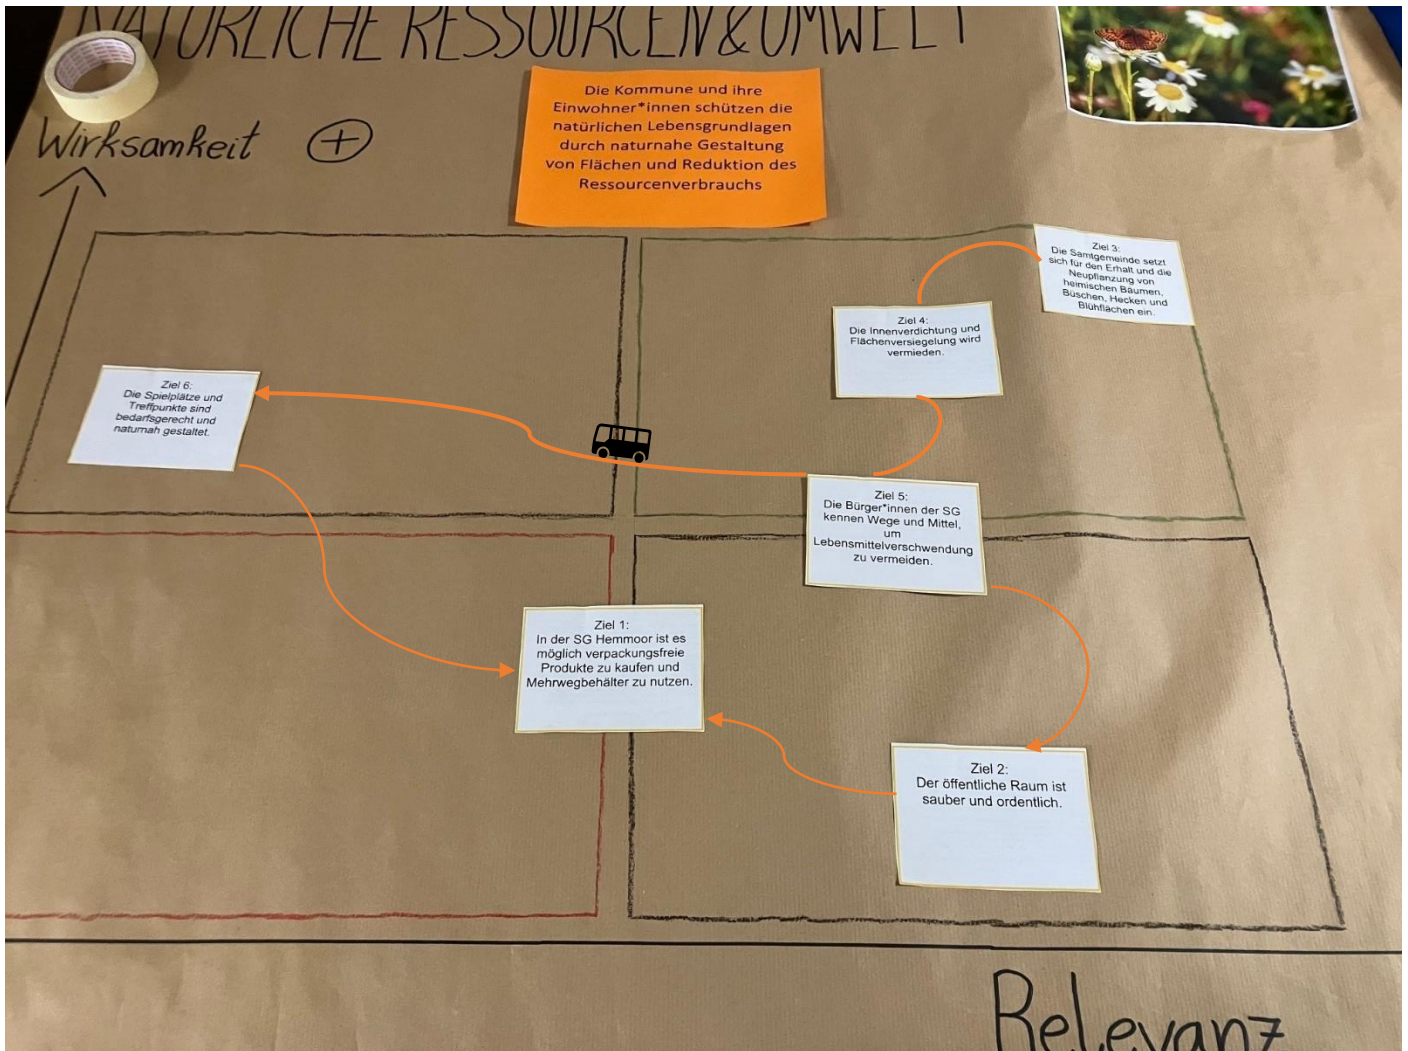 NATÜRLICHE RESSOURCEN & UMWELT
Die Kommune und ihre
Einwohner*innen schützen die
natürlichen Lebensgrundlagen
durch naturnahe Gestaltung
von Flächen und Reduktion des
Ressourcenverbrauchs
Wirksamkeit +
Ziel 3:
Die Samtgemeinde setzt
sich für den Erhalt und die
Neupflanzung von
heimischen Bäumen,
Büschen, Hecken und
Blühflächen ein.
Ziel 4:
Die Innenverdichtung und
Flächenversiegelung wird
vermieden.
Ziel 6:
Die Spielplätze und
Treffpunkte sind
bedarfsgerecht und
naturnah gestaltet.
Ziel 5:
Die Bürger*innen der SG
kennen Wege und Mittel,
um
Lebensmittelverschwendung
zu vermeiden.
Ziel 1:
In der SG Hemmoor ist es
möglich verpackungsfreie
Produkte zu kaufen und
Mehrwegbehälter zu nutzen.
Ziel 2:
Der öffentliche Raum ist
sauber und ordentlich.
Relevanz